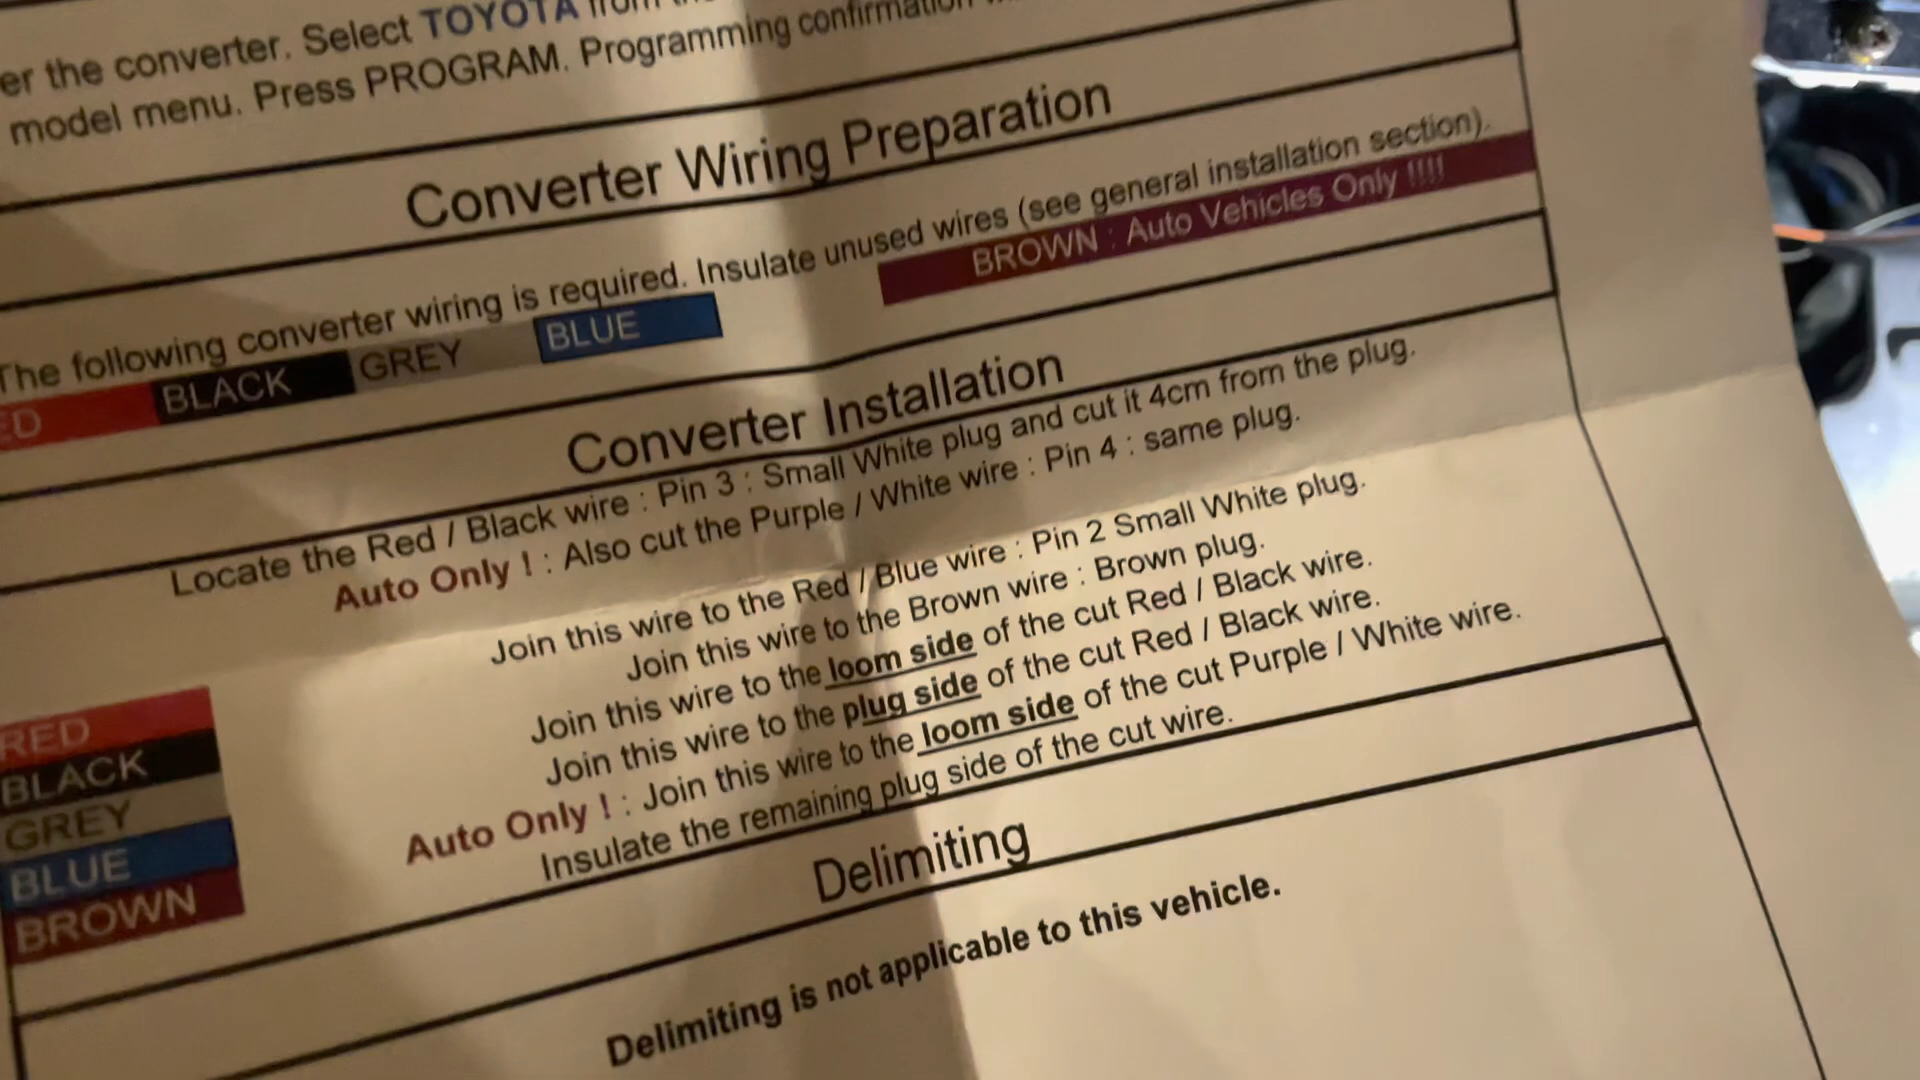 er the converter. Select TOYOTA from
model menu. Press PROGRAM. Programming confirmation
Converter Wiring Preparation
The following converter wiring is required. Insulate unused wires (see general installation section).
ED BLACK GREY BLUE BROWN : Auto Vehicles Only !!!!
Converter Installation
Locate the Red / Black wire : Pin 3 : Small White plug and cut it 4cm from the plug.
Auto Only ! : Also cut the Purple / White wire : Pin 4 : same plug.
RED Join this wire to the Red / Blue wire : Pin 2 Small White plug.
BLACK Join this wire to the Brown wire : Brown plug.
GREY Join this wire to the loom side of the cut Red / Black wire.
BLUE Join this wire to the plug side of the cut Red / Black wire.
BROWN Auto Only ! : Join this wire to the loom side of the cut Purple / White wire.
Insulate the remaining plug side of the cut wire.
Delimiting
Delimiting is not applicable to this vehicle.